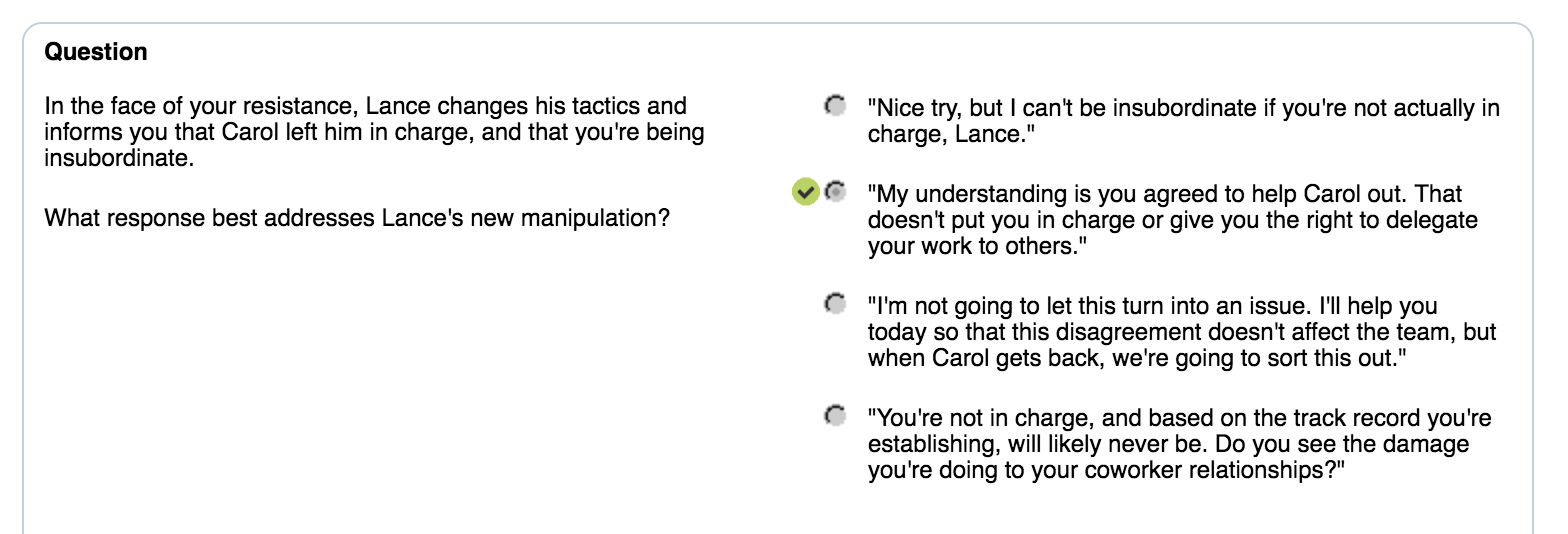 Question
In the face of your resistance, Lance changes his tactics and
informs you that Carol left him in charge, and that you're being
insubordinate.
What response best addresses Lance's new manipulation?
"Nice try, but I can't be insubordinate if you're not actually in
charge, Lance."
"My understanding is you agreed to help Carol out. That
doesn't put you in charge or give you the right to delegate
your work to others."
"I'm not going to let this turn into an issue. I'll help you
today so that this disagreement doesn't affect the team, but
when Carol gets back, we're going to sort this out."
"You're not in charge, and based on the track record you're
establishing, will likely never be. Do you see the damage
you're doing to your coworker relationships?"